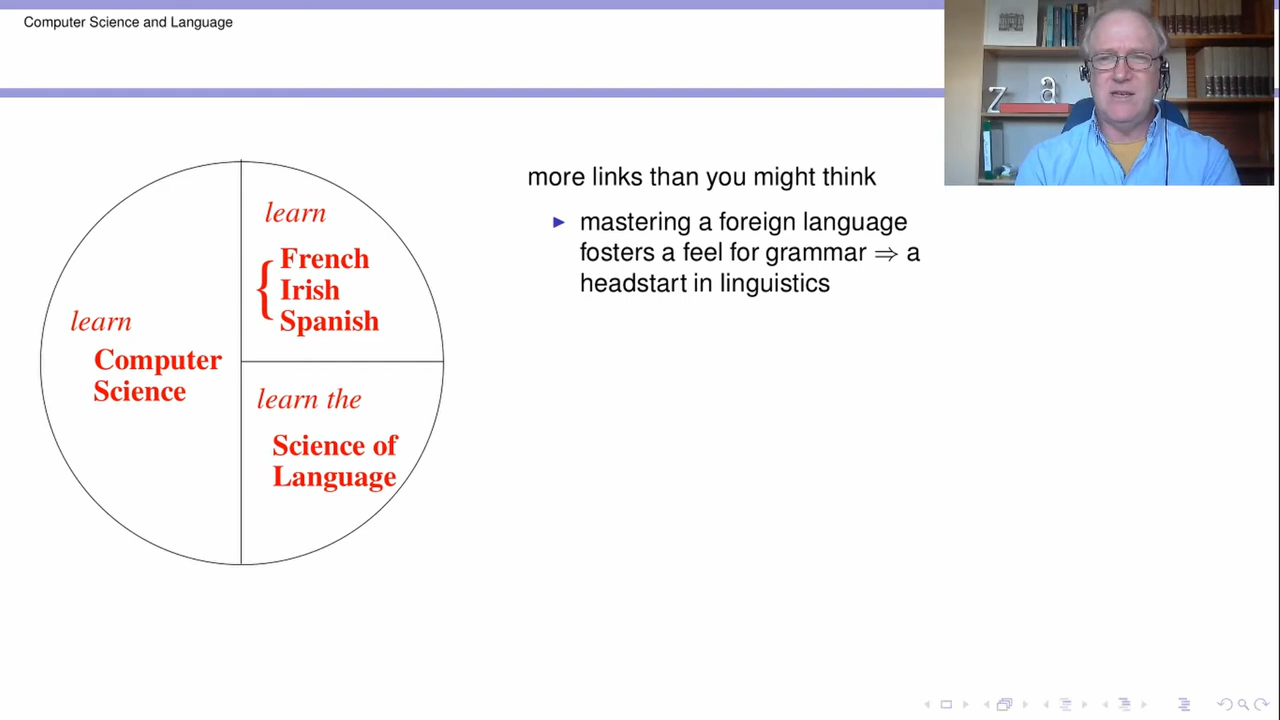 Computer Science and Language
learn
Computer
Science
learn
French
Irish
Spanish
learn the
Science of
Language
more links than you might think
mastering a foreign language
fosters a feel for grammar ⇒ a
headstart in linguistics
z
a